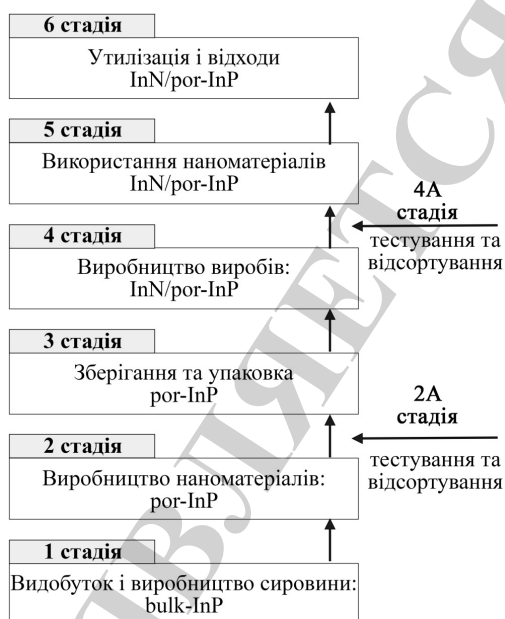 6 стадія
Утилізація і відходи
InN/por-InP
5 стадія
Використання наноматеріалів
InN/por-InP
4А
стадія
тестування та
відсортування
4 стадія
Виробництво виробів:
InN/por-InP
3 стадія
Зберігання та упаковка
por-InP
2А
стадія
тестування та
відсортування
2 стадія
Виробництво наноматеріалів:
por-InP
1 стадія
Видобуток і виробництво сировини:
bulk-InP
ВЛЯЕТСЯ